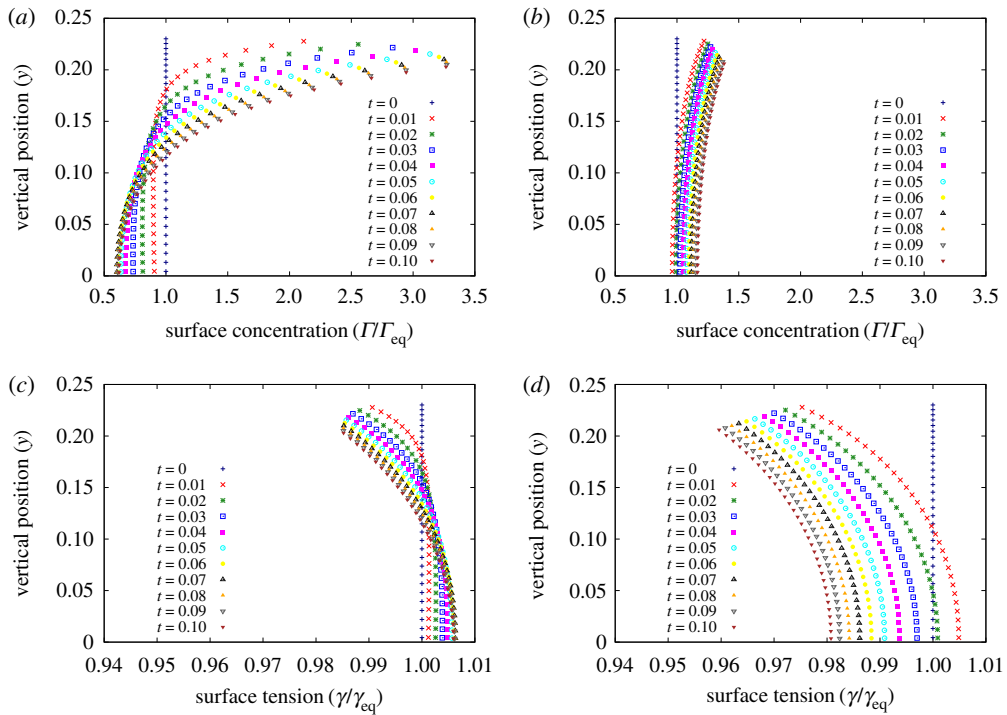 (a)
0.25
0.20
0.15
0.10
0.05
0
vertical position (y)
t = 0
t = 0.01
t = 0.02
t = 0.03
t = 0.04
t = 0.05
t = 0.06
t = 0.07
t = 0.08
t = 0.09
t = 0.10
0.5 1.0 1.5 2.0 2.5 3.0 3.5
surface concentration (Γ/Γeq)
(b)
0.25
0.20
0.15
0.10
0.05
0
vertical position (y)
t = 0
t = 0.01
t = 0.02
t = 0.03
t = 0.04
t = 0.05
t = 0.06
t = 0.07
t = 0.08
t = 0.09
t = 0.10
0.5 1.0 1.5 2.0 2.5 3.0 3.5
surface concentration (Γ/Γeq)
(c)
0.25
0.20
0.15
0.10
0.05
0
vertical position (y)
t = 0
t = 0.01
t = 0.02
t = 0.03
t = 0.04
t = 0.05
t = 0.06
t = 0.07
t = 0.08
t = 0.09
t = 0.10
0.94 0.95 0.96 0.97 0.98 0.99 1.00 1.01
surface tension (γ/γeq)
(d)
0.25
0.20
0.15
0.10
0.05
0
vertical position (y)
t = 0
t = 0.01
t = 0.02
t = 0.03
t = 0.04
t = 0.05
t = 0.06
t = 0.07
t = 0.08
t = 0.09
t = 0.10
0.94 0.95 0.96 0.97 0.98 0.99 1.00 1.01
surface tension (γ/γeq)